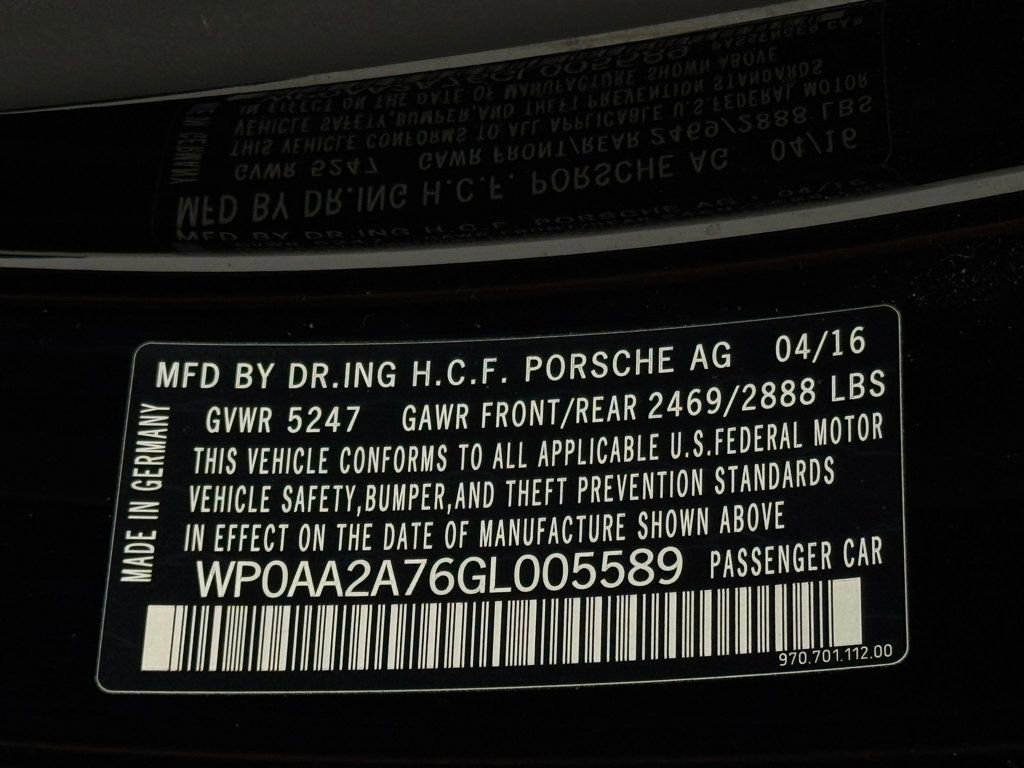 MFD BY DR.ING H.C.F. PORSCHE AG 04/16
GVWR 5247 GAWR FRONT/REAR 2469/2888 LBS
THIS VEHICLE CONFORMS TO ALL APPLICABLE U.S.FEDERAL MOTOR
VEHICLE SAFETY,BUMPER,AND THEFT PREVENTION STANDARDS
IN EFFECT ON THE DATE OF MANUFACTURE SHOWN ABOVE
WP0AA2A76GL005589 PASSENGER CAR
970.701.112.00
MADE IN GERMANY